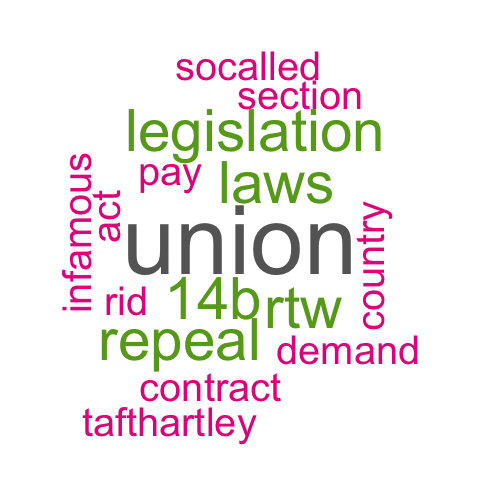 socalled
section
legislation
pay
laws
infamous
act
union
country
rid
14b
rtw
repeal
demand
contract
tafthartley